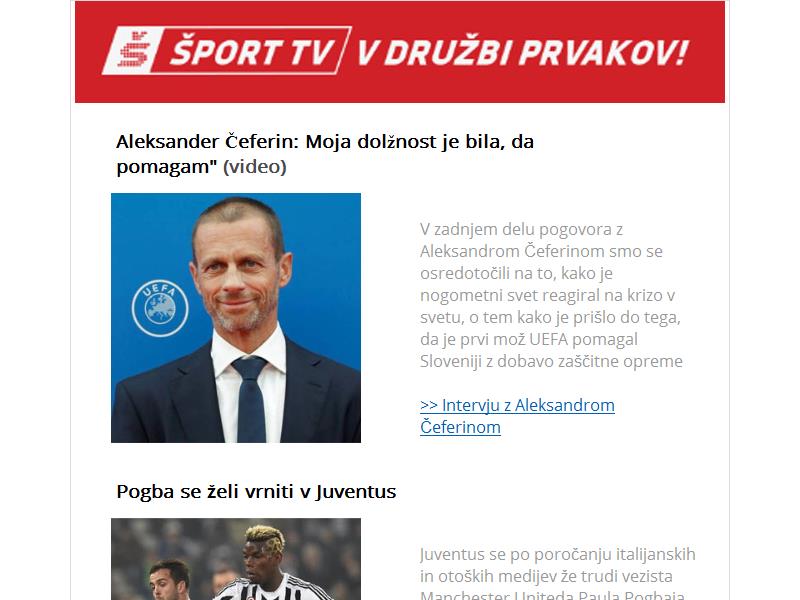 ŠPORT TV V DRUŽBI PRVAKOV!
Aleksander Čeferin: Moja dolžnost je bila, da
pomagam" (video)
UEFA
V zadnjem delu pogovora z
Aleksandrom Čeferinom smo se
osredotočili na to, kako je
nogometni svet reagiral na krizo v
svetu, o tem kako je prišlo do tega,
da je prvi mož UEFA pomagal
Sloveniji z dobavo zaščitne opreme
>> Intervju z Aleksandrom
Čeferinom
Pogba se želi vrniti v Juventus
Juventus se po poročanju italijanskih
in otoških medijev že trudi vezista
Manchester Uniteda Paula Pogbaja